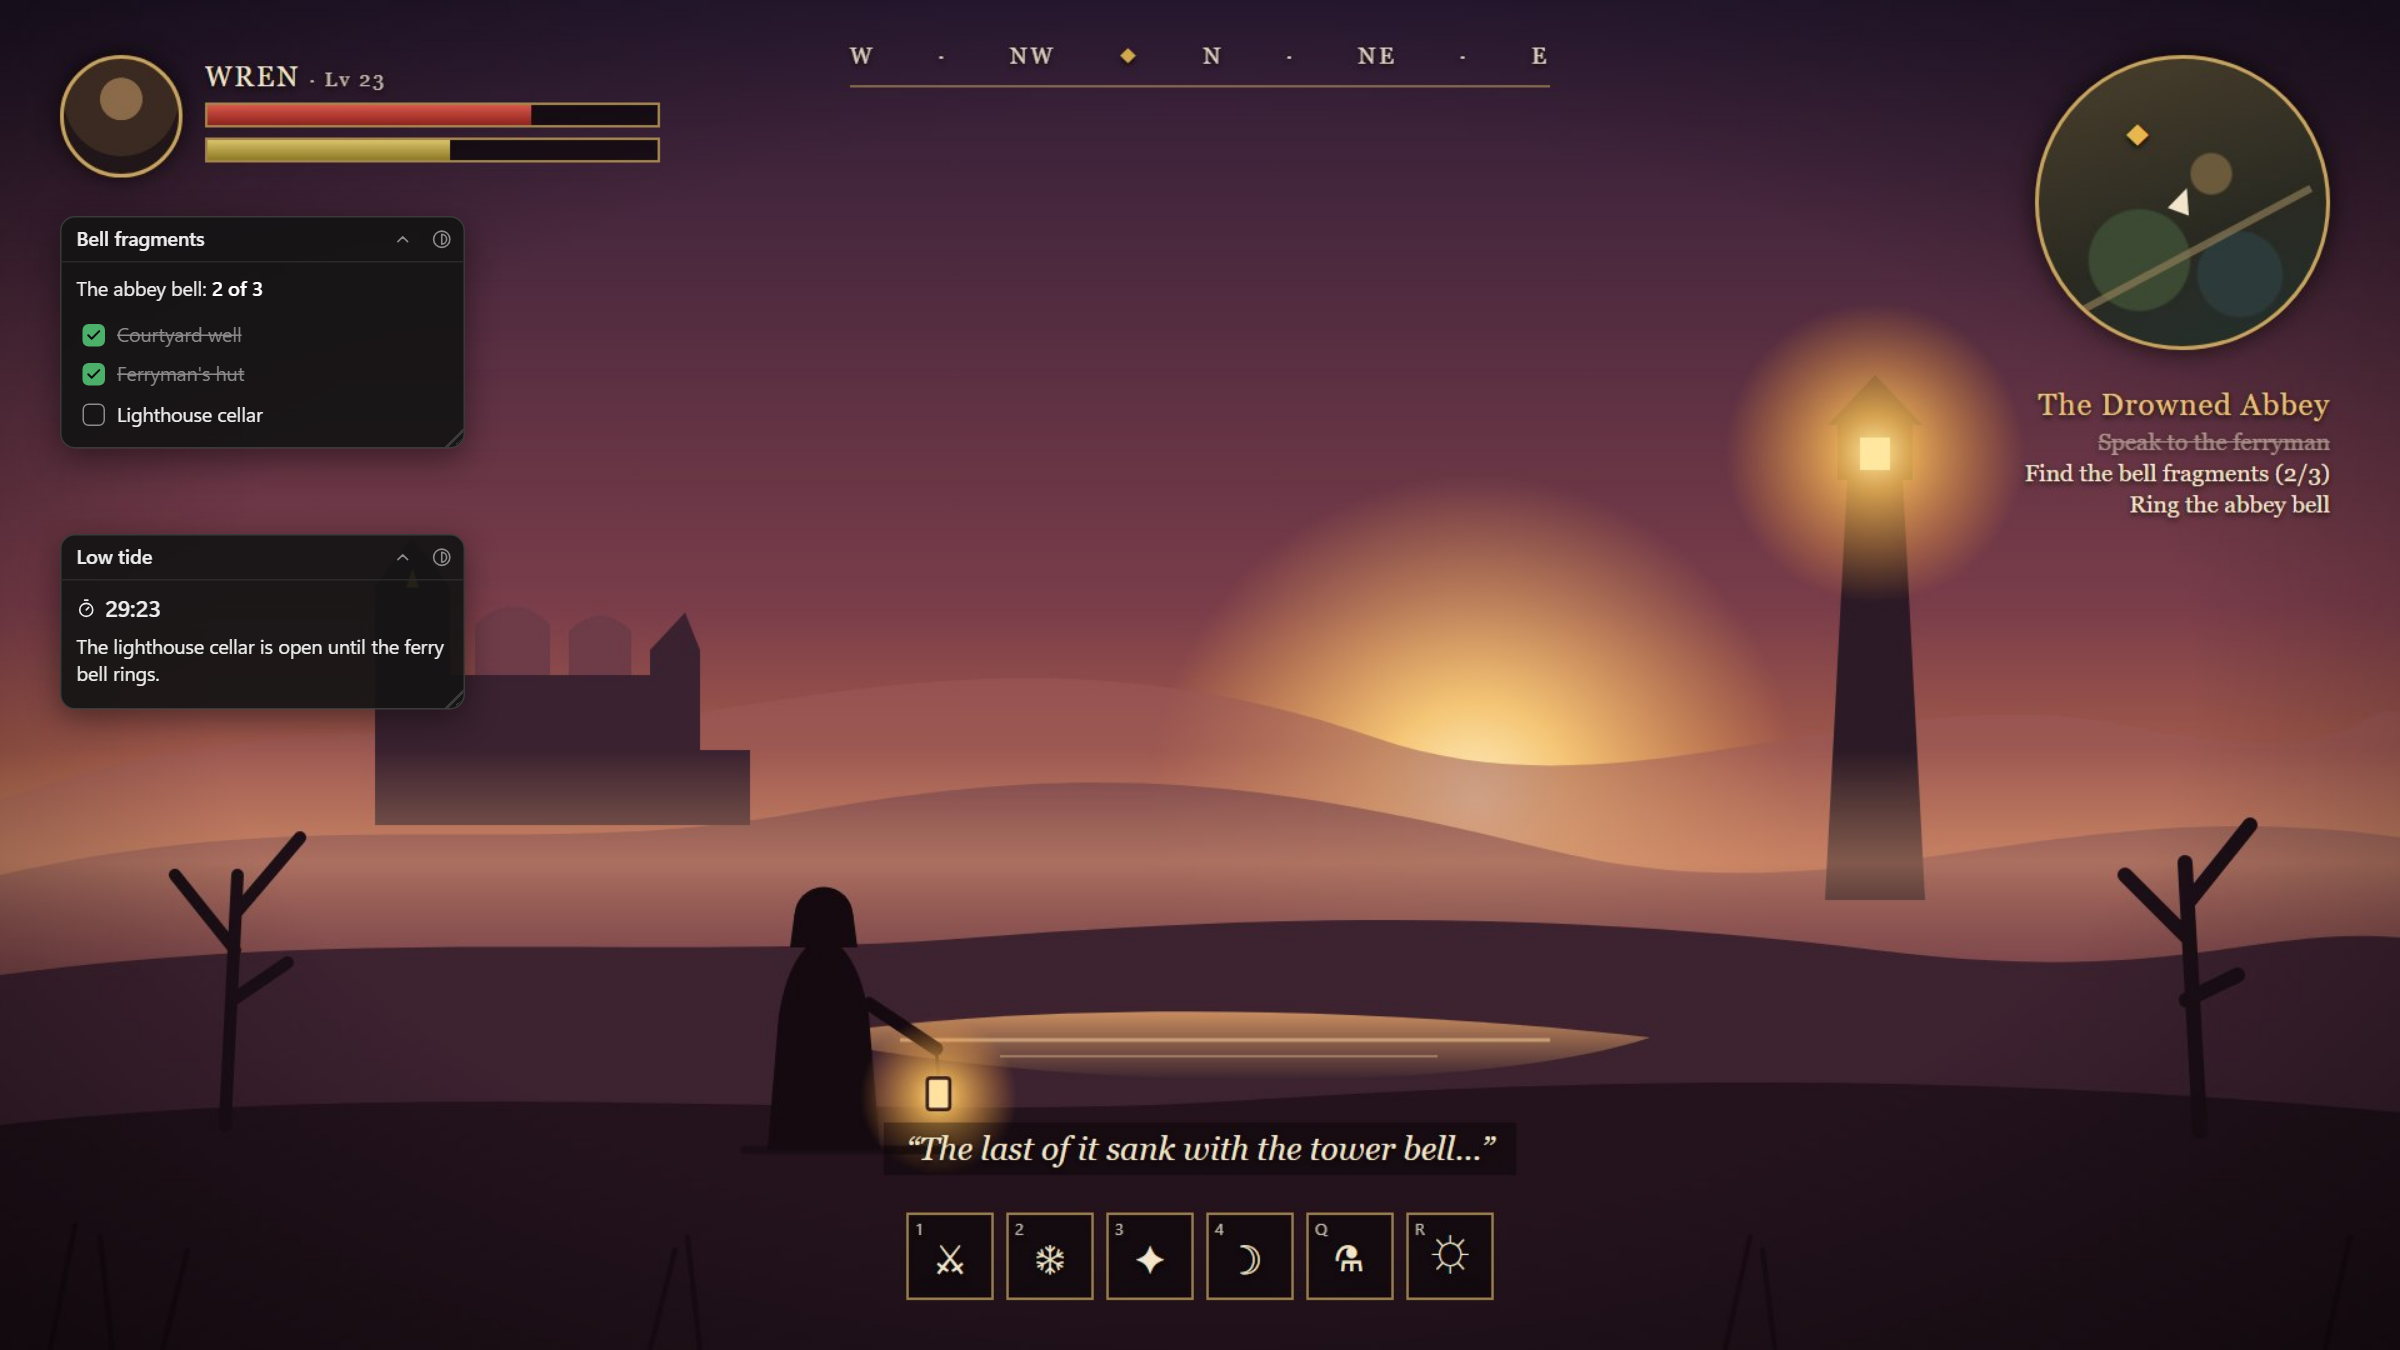 W · NW N · NE · E
WREN · Lv 23
Bell fragments
The abbey bell: 2 of 3
Courtyard well
Ferryman's hut
Lighthouse cellar
Low tide
29:23
The lighthouse cellar is open until the ferry
bell rings.
The Drowned Abbey
Speak to the ferryman
Find the bell fragments (2/3)
Ring the abbey bell
“The last of it sank with the tower bell...”
1 2 3 4 Q R